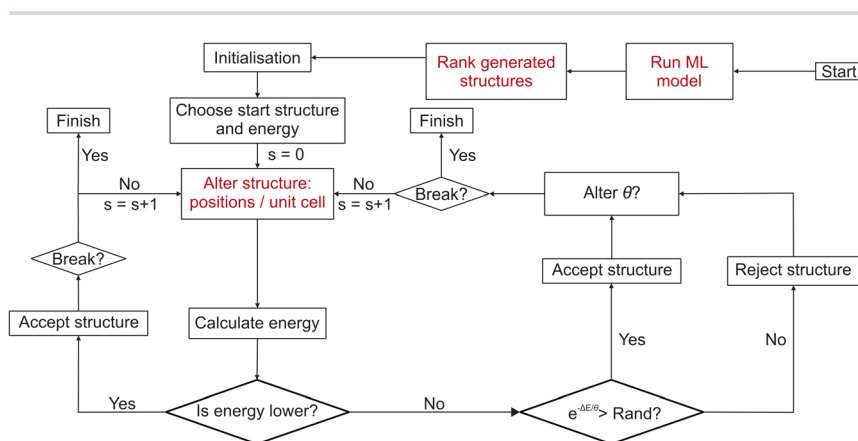 Initialisation
Rank generated
structures
Run ML
model
Start
Choose start structure
and energy
Finish
Finish
s = 0
Yes
Yes
No
s = s+1
Alter structure:
positions / unit cell
No
s = s+1
Break?
Alter θ?
Break?
Accept structure
Reject structure
Accept structure
Calculate energy
Yes
No
Yes
Is energy lower?
No
e^-ΔE/θ > Rand?